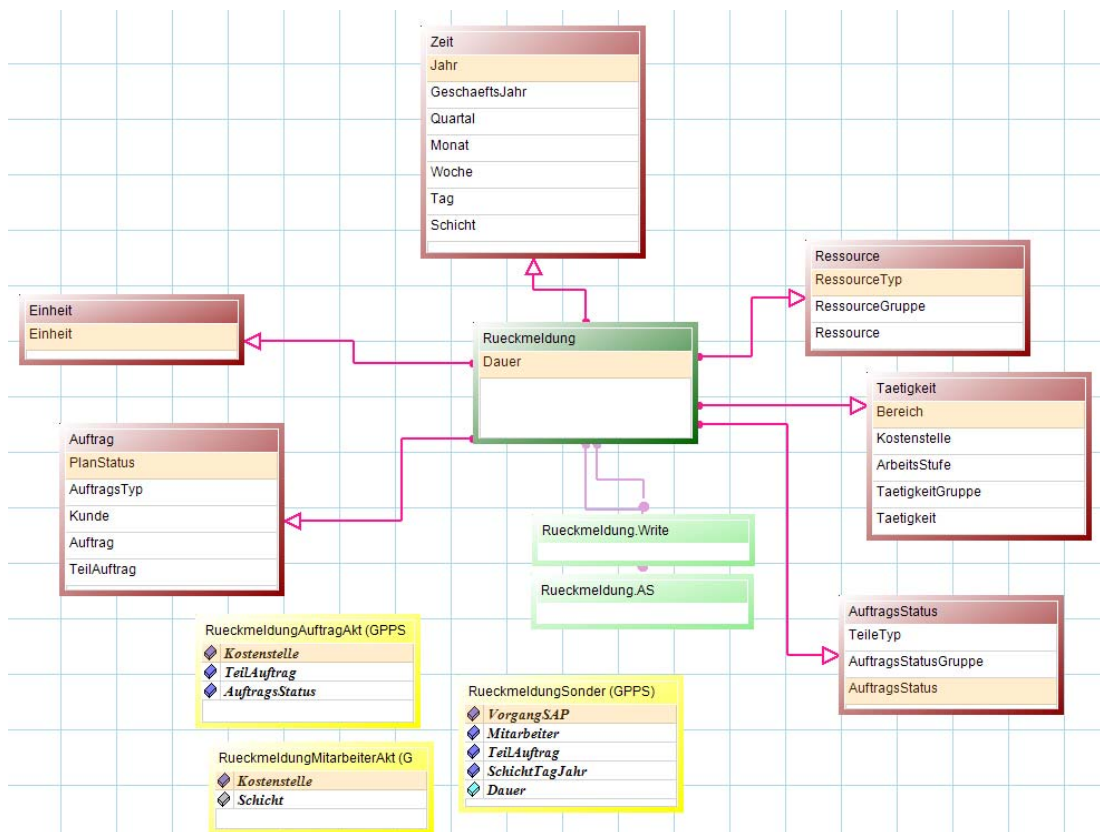 Zeit
Jahr
GeschaeftsJahr
Quartal
Monat
Woche
Tag
Schicht
Ressource
RessourceTyp
RessourceGruppe
Ressource
Einheit
Einheit
Rueckmeldung
Dauer
Taetigkeit
Bereich
Kostenstelle
ArbeitsStufe
TaetigkeitGruppe
Taetigkeit
Auftrag
PlanStatus
AuftragsTyp
Kunde
Auftrag
TeilAuftrag
Rueckmeldung.Write
Rueckmeldung.AS
AuftragsStatus
TeileTyp
AuftragsStatusGruppe
AuftragsStatus
RueckmeldungAuftragAkt (GPPS
Kostenstelle
TeilAuftrag
AuftragsStatus
RueckmeldungSonder (GPPS)
VorgangSAP
Mitarbeiter
TeilAuftrag
SchichtTagJahr
Dauer
RueckmeldungMitarbeiterAkt (G
Kostenstelle
Schicht